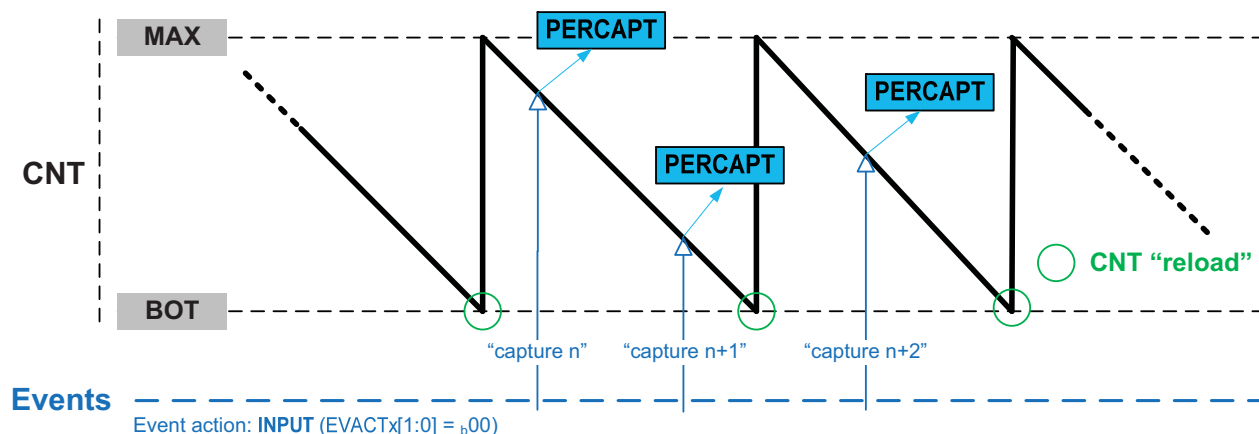 MAX
PERCAPT
PERCAPT
PERCAPT
CNT
CNT “reload”
BOT
“capture n” “capture n+1” “capture n+2”
Events
Event action: INPUT (EVACTx[1:0] = b00)